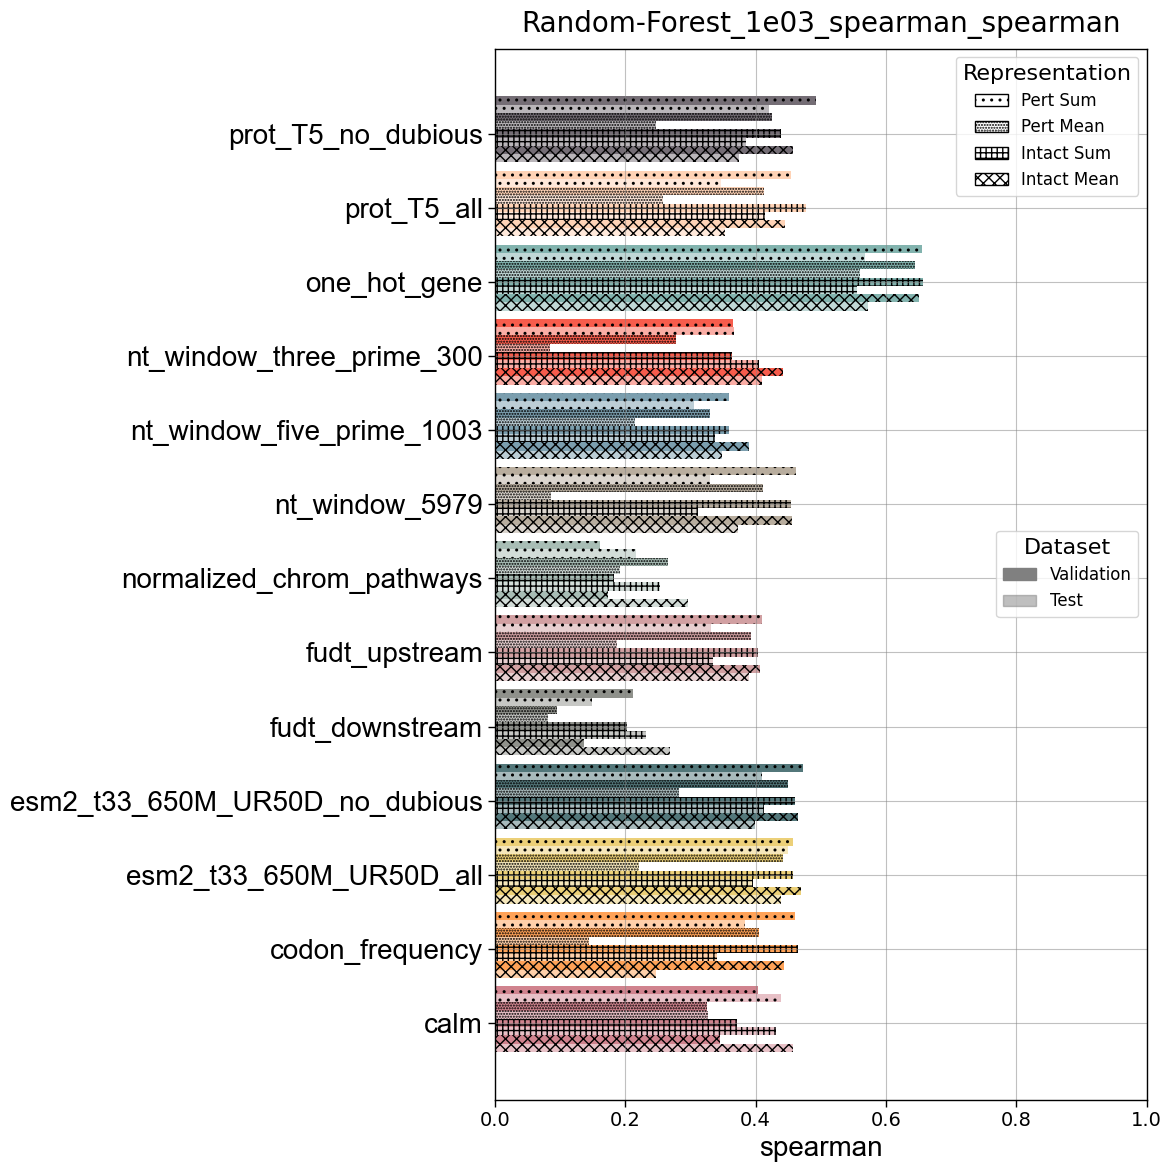 Random-Forest_1e03_spearman_spearman
Representation
Pert Sum
Pert Mean
Intact Sum
Intact Mean
prot_T5_no_dubious
prot_T5_all
one_hot_gene
nt_window_three_prime_300
nt_window_five_prime_1003
nt_window_5979
Dataset
Validation
Test
normalized_chrom_pathways
fudt_upstream
fudt_downstream
esm2_t33_650M_UR50D_no_dubious
esm2_t33_650M_UR50D_all
codon_frequency
calm
0.0 0.2 0.4 0.6 0.8 1.0
spearman